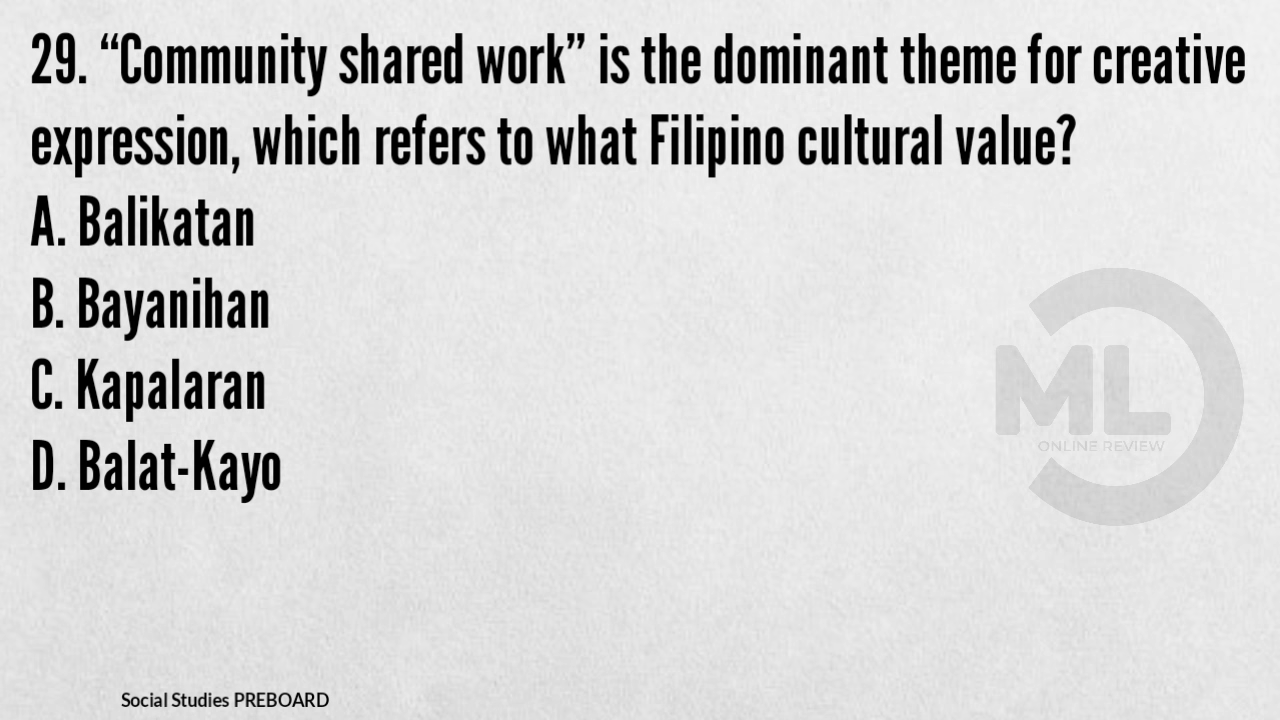 29. “Community shared work” is the dominant theme for creative
expression, which refers to what Filipino cultural value?
A. Balikatan
B. Bayanihan
C. Kapalaran
D. Balat-Kayo
ML
ONLINE REVIEW
Social Studies PREBOARD